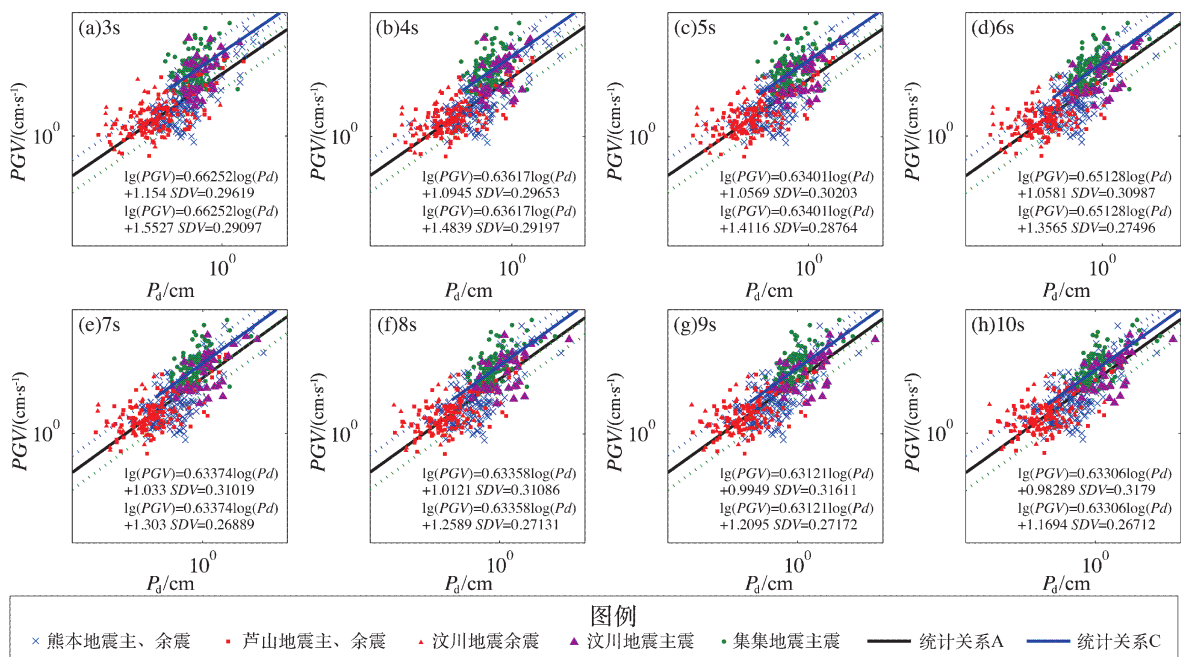 (a)3s
PGV/(cm·s⁻¹)
10⁰
lg(PGV)=0.66252log(Pd)
+1.154 SDV=0.29619
lg(PGV)=0.66252log(Pd)
+1.5527 SDV=0.29097
10⁰
Pd/cm
(b)4s
PGV/(cm·s⁻¹)
10⁰
lg(PGV)=0.63617log(Pd)
+1.0945 SDV=0.29653
lg(PGV)=0.63617log(Pd)
+1.4839 SDV=0.29197
10⁰
Pd/cm
(c)5s
PGV/(cm·s⁻¹)
10⁰
lg(PGV)=0.63401log(Pd)
+1.0569 SDV=0.30203
lg(PGV)=0.63401log(Pd)
+1.4116 SDV=0.28764
10⁰
Pd/cm
(d)6s
PGV/(cm·s⁻¹)
10⁰
lg(PGV)=0.65128log(Pd)
+1.0581 SDV=0.30987
lg(PGV)=0.65128log(Pd)
+1.3565 SDV=0.27496
10⁰
Pd/cm
(e)7s
PGV/(cm·s⁻¹)
10⁰
lg(PGV)=0.63374log(Pd)
+1.033 SDV=0.31019
lg(PGV)=0.63374log(Pd)
+1.303 SDV=0.26889
10⁰
Pd/cm
(f)8s
PGV/(cm·s⁻¹)
10⁰
lg(PGV)=0.63358log(Pd)
+1.0121 SDV=0.31086
lg(PGV)=0.63358log(Pd)
+1.2589 SDV=0.27131
10⁰
Pd/cm
(g)9s
PGV/(cm·s⁻¹)
10⁰
lg(PGV)=0.63121log(Pd)
+0.9949 SDV=0.31611
lg(PGV)=0.63121log(Pd)
+1.2095 SDV=0.27172
10⁰
Pd/cm
(h)10s
PGV/(cm·s⁻¹)
10⁰
lg(PGV)=0.63306log(Pd)
+0.98289 SDV=0.3179
lg(PGV)=0.63306log(Pd)
+1.1694 SDV=0.26712
10⁰
Pd/cm
图例
熊本地震主、余震 芦山地震主、余震 汶川地震余震 汶川地震主震 集集地震主震 统计关系A 统计关系C